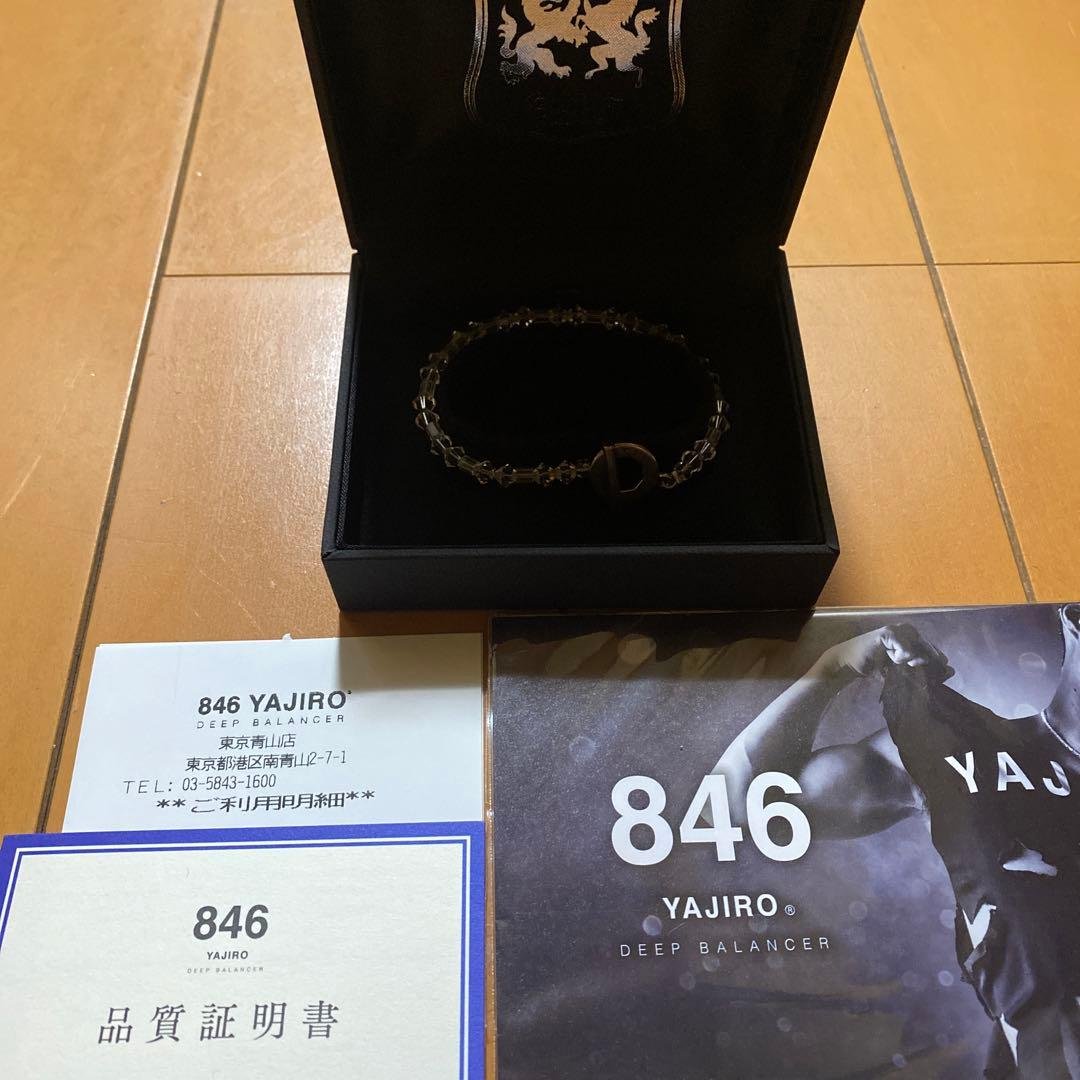 846 YAJIRO®
DEEP BALANCER
東京青山店
東京都港区南青山2-7-1
TEL: 03-5843-1600
**ご利用明細**
846
YAJIRO
DEEP BALANCER
品質証明書
846
YAJIRO ®
DEEP BALANCER
YAJ